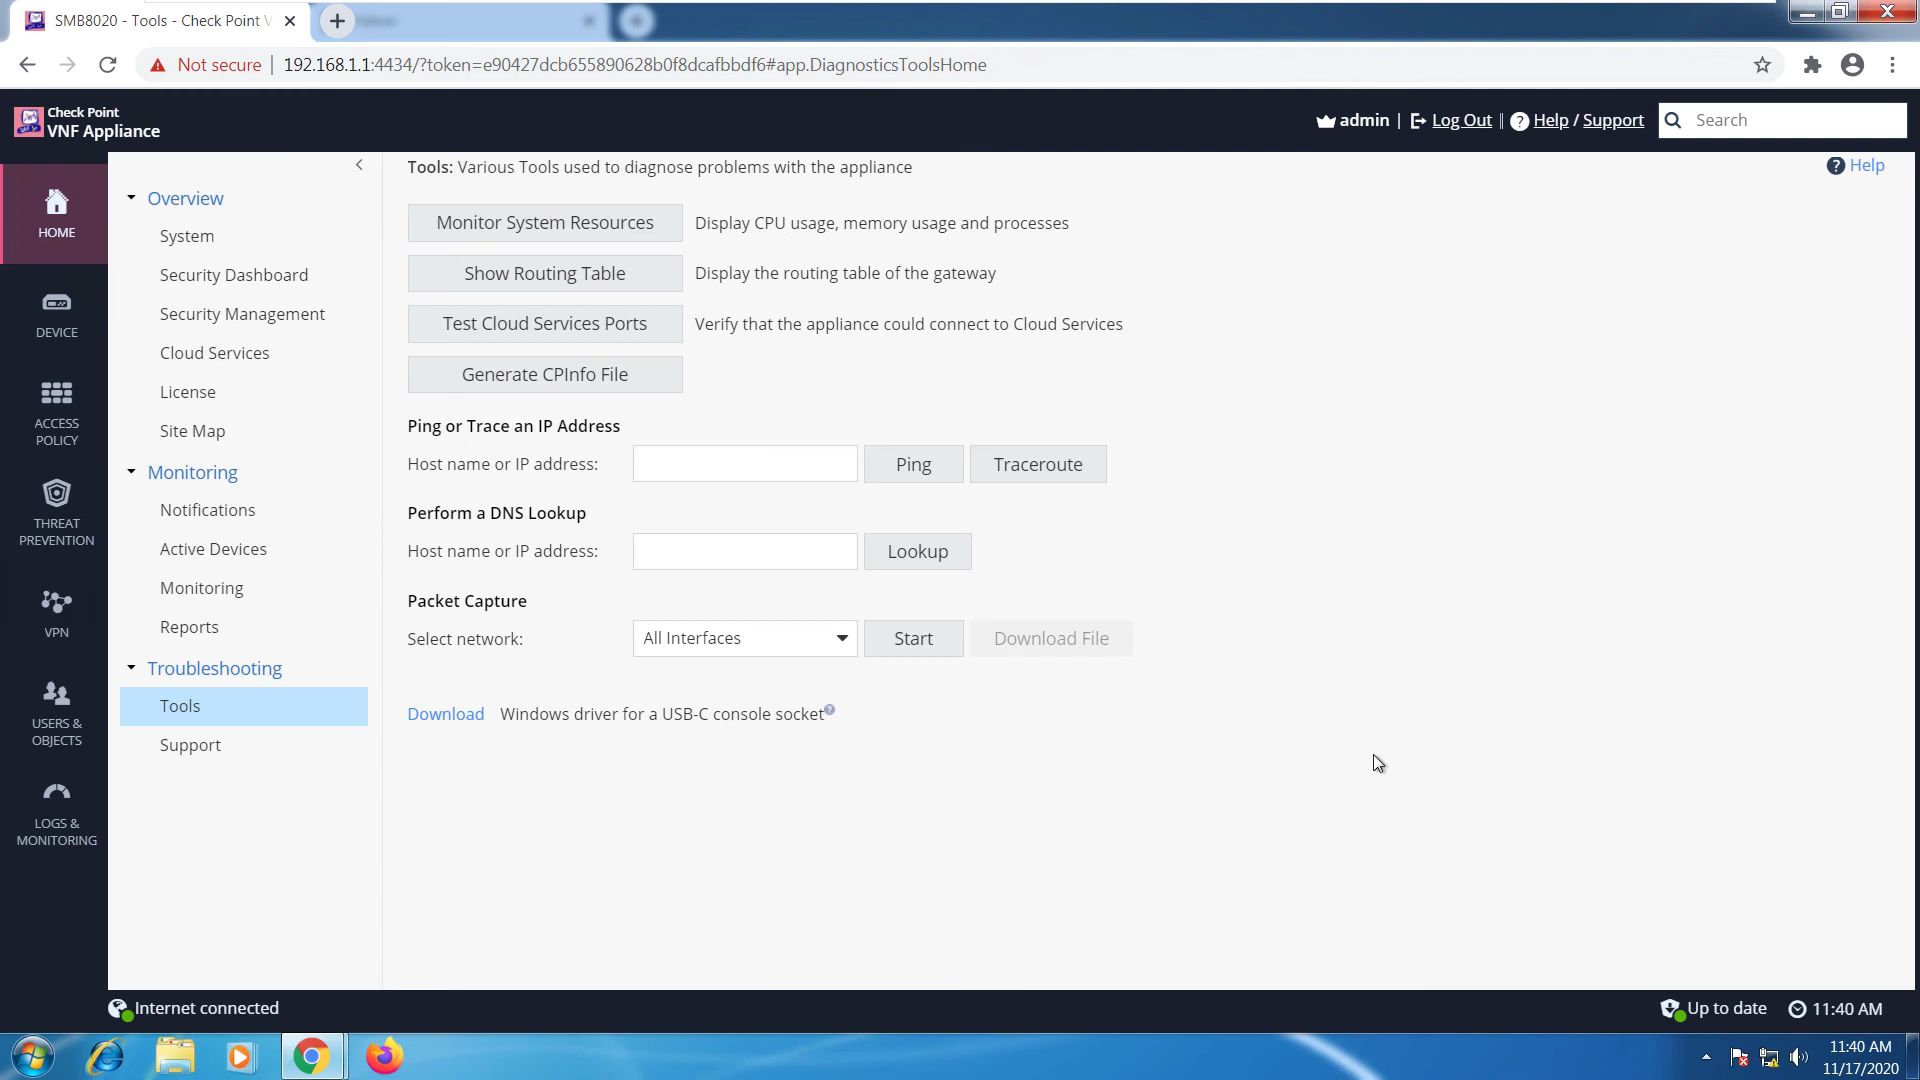 SMB8020 - Tools - Check Point V
Not secure
192.168.1.1:4434/?token=e90427dcb655890628b0f8dcafbbdf6#app.DiagnosticsToolsHome
Check Point
VNF Appliance
admin | Log Out | Help / Support
Search
HOME
DEVICE
ACCESS
POLICY
THREAT
PREVENTION
VPN
USERS &
OBJECTS
LOGS &
MONITORING
Overview
System
Security Dashboard
Security Management
Cloud Services
License
Site Map
Monitoring
Notifications
Active Devices
Monitoring
Reports
Troubleshooting
Tools
Support
Tools: Various Tools used to diagnose problems with the appliance
Help
Monitor System Resources Display CPU usage, memory usage and processes
Show Routing Table Display the routing table of the gateway
Test Cloud Services Ports Verify that the appliance could connect to Cloud Services
Generate CPInfo File
Ping or Trace an IP Address
Host name or IP address: Ping Traceroute
Perform a DNS Lookup
Host name or IP address: Lookup
Packet Capture
Select network: All Interfaces Start Download File
Download Windows driver for a USB-C console socket
Internet connected
Up to date 11:40 AM
11:40 AM
11/17/2020